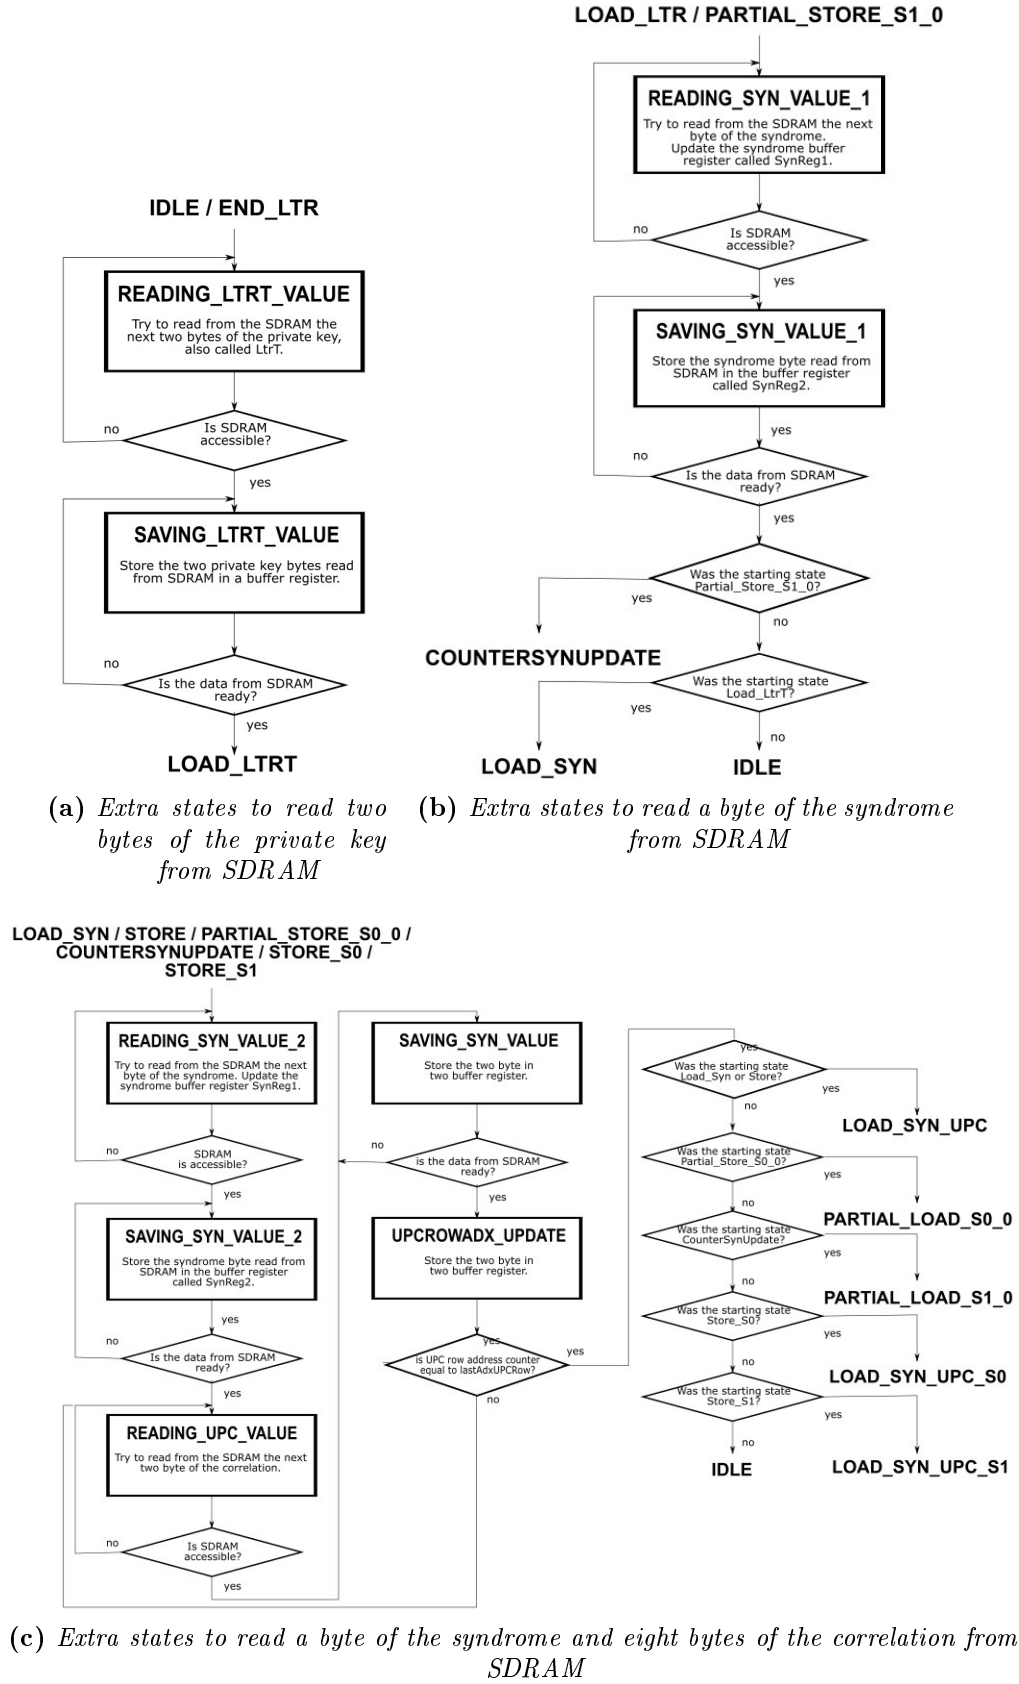 IDLE / END_LTR
READING_LTRT_VALUE
Try to read from the SDRAM the
next two bytes of the private key,
also called LtrT.
Is SDRAM
accessible?
no
yes
SAVING_LTRT_VALUE
Store the two private key bytes read
from SDRAM in a buffer register.
no
Is the data from SDRAM
ready?
yes
LOAD_LTRT
(a) Extra states to read two
bytes of the private key
from SDRAM
LOAD_LTR / PARTIAL_STORE_S1_0
READING_SYN_VALUE_1
Try to read from the SDRAM the next
byte of the syndrome.
Update the syndrome buffer
register called SynReg1.
no
Is SDRAM
accessible?
yes
SAVING_SYN_VALUE_1
Store the syndrome byte read from
SDRAM in the buffer register
called SynReg2.
yes
no
Is the data from SDRAM
ready?
yes
Was the starting state
Partial_Store_S1_0?
yes
no
COUNTERSYNUPDATE
Was the starting state
Load_LtrT?
yes
no
LOAD_SYN
IDLE
(b) Extra states to read a byte of the syndrome
from SDRAM
LOAD_SYN / STORE / PARTIAL_STORE_S0_0 /
COUNTERSYNUPDATE / STORE_S0 /
STORE_S1
READING_SYN_VALUE_2
Try to read from the SDRAM the next
byte of the syndrome. Update the
syndrome buffer register SynReg1.
no
SDRAM
is accessible?
yes
SAVING_SYN_VALUE_2
Store the syndrome byte read from
SDRAM in the buffer register
called SynReg2.
yes
no
Is the data from SDRAM
ready?
yes
READING_UPC_VALUE
Try to read from the SDRAM the next
two byte of the correlation.
no
Is SDRAM
accessible?
yes
SAVING_SYN_VALUE
Store the two byte in
two buffer register.
no
is the data from SDRAM
ready?
yes
UPCROWADX_UPDATE
Store the two byte in
two buffer register.
yes
is UPC row address counter
equal to lastAdxUPCRow?
yes
no
yes
Was the starting state
Load_Syn or Store?
yes
no
LOAD_SYN_UPC
Was the starting state
Partial_Store_S0_0?
yes
no
PARTIAL_LOAD_S0_0
Was the starting state
CounterSynUpdate?
yes
no
PARTIAL_LOAD_S1_0
Was the starting state
Store_S0?
yes
no
LOAD_SYN_UPC_S0
Was the starting state
Store_S1?
yes
no
IDLE
LOAD_SYN_UPC_S1
(c) Extra states to read a byte of the syndrome and eight bytes of the correlation from
SDRAM